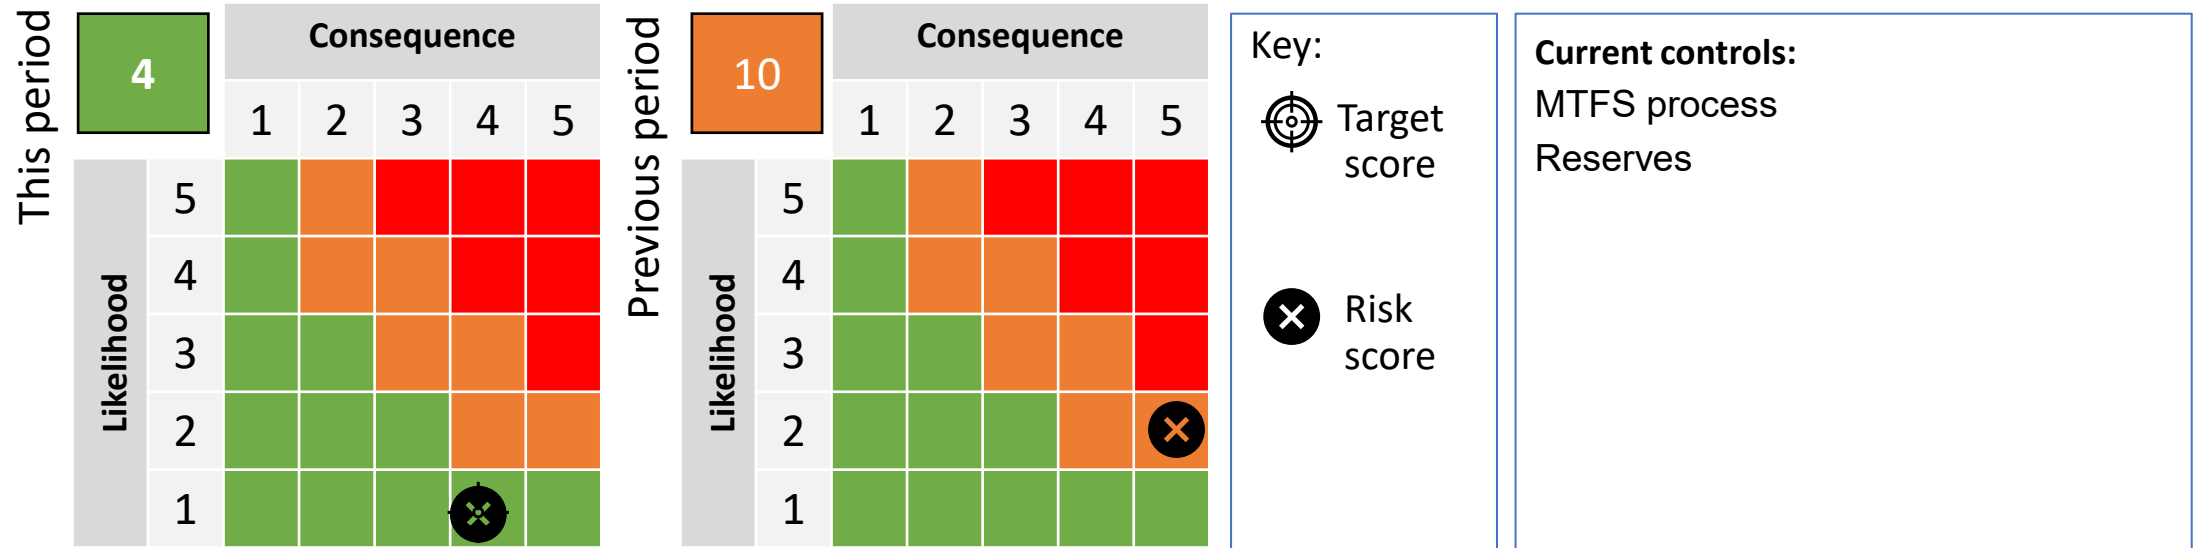 This period
4
Consequence
1 2 3 4 5
Likelihood
5
4
3
2
1
Previous period
10
Consequence
1 2 3 4 5
Likelihood
5
4
3
2
1
Key:
Target
score
Risk
score
Current controls:
MTFS process
Reserves